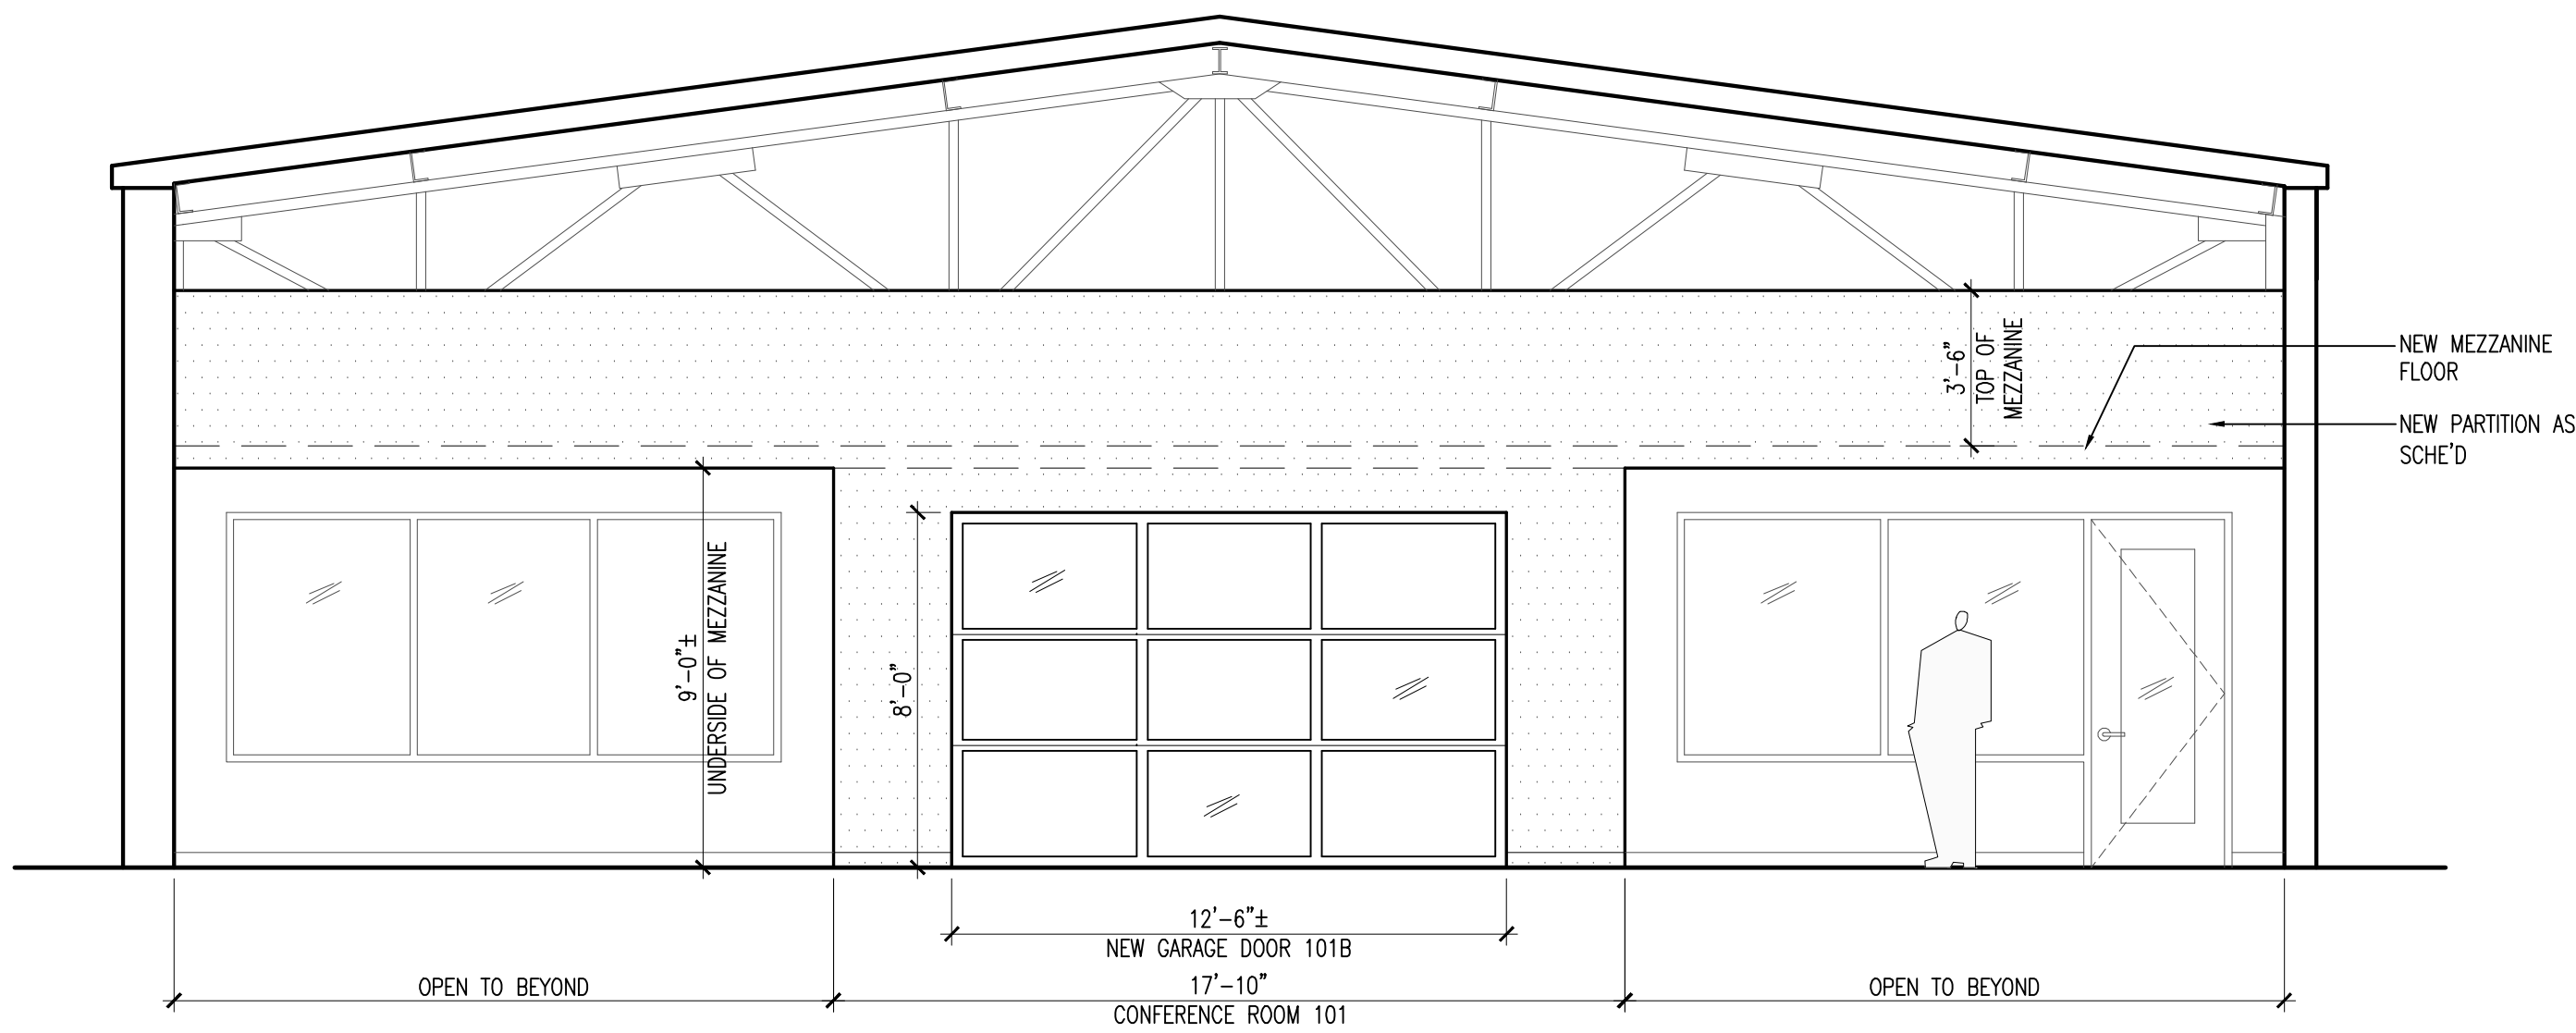 3'-6"
TOP OF
MEZZANINE
NEW MEZZANINE
FLOOR
NEW PARTITION AS
SCHE'D
9'-0"±
UNDERSIDE OF MEZZANINE
8'-0"
12'-6"±
NEW GARAGE DOOR 101B
OPEN TO BEYOND
17'-10"
CONFERENCE ROOM 101
OPEN TO BEYOND